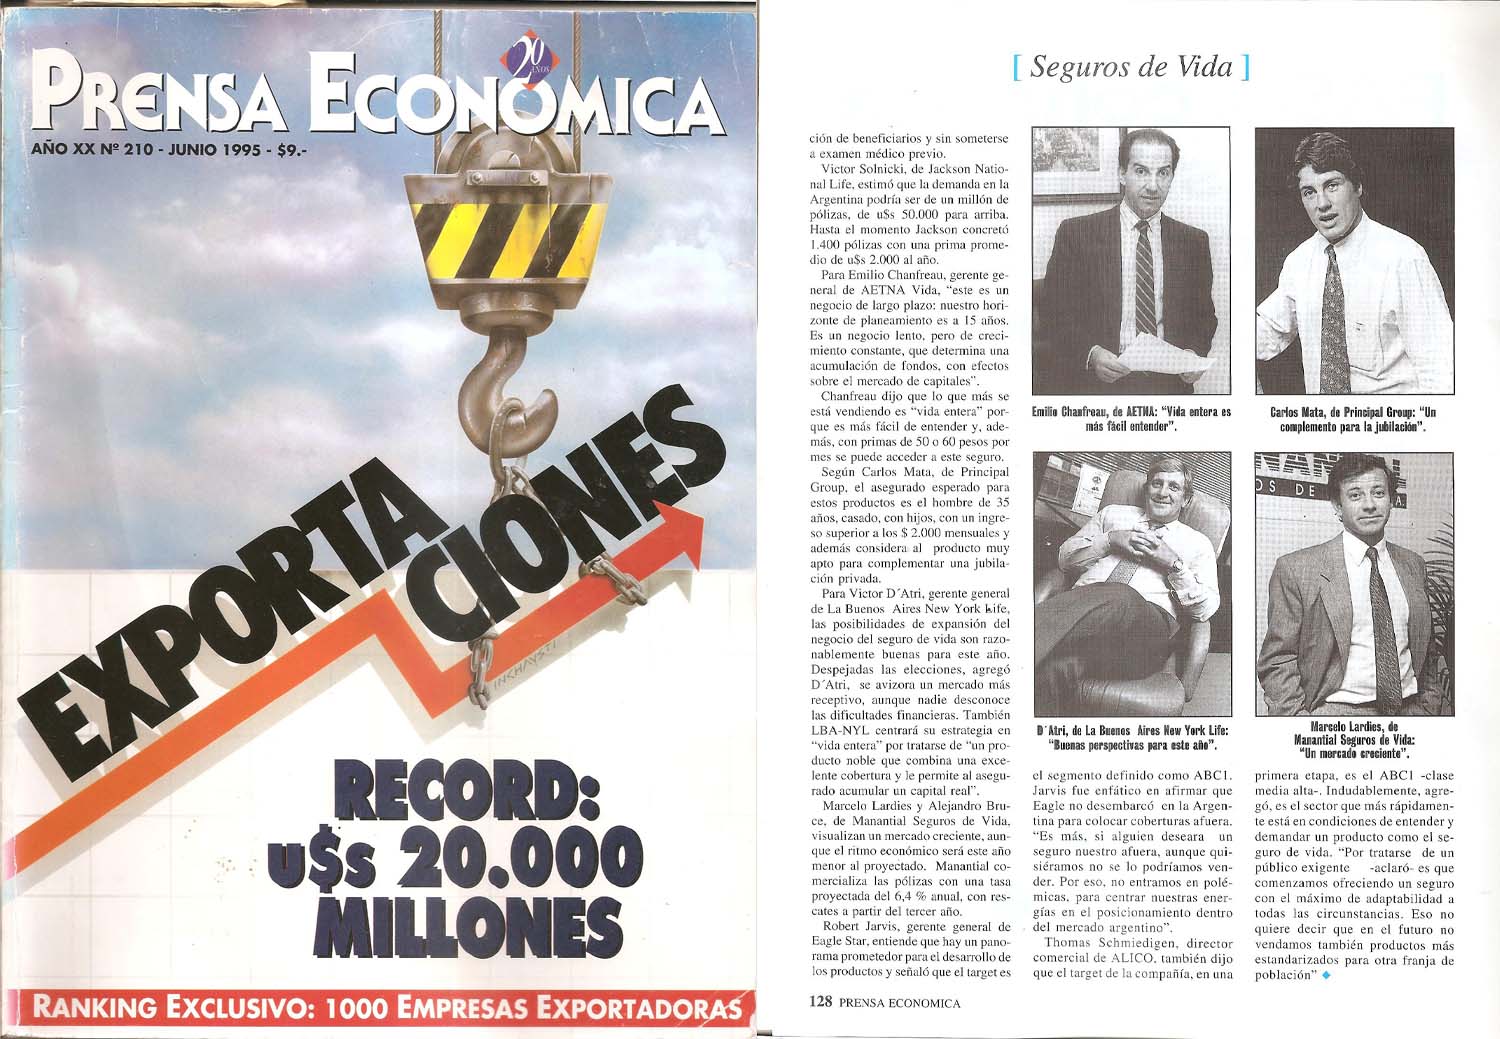 PRENSA ECONÓMICA
20
AÑOS
AÑO XX Nº 210 - JUNIO 1995 - $9.-
EXPORTA
CIONES
INKHAUSTI
RECORD:
u$s 20.000
MILLONES
RANKING EXCLUSIVO: 1000 EMPRESAS EXPORTADORAS
[ Seguros de Vida ]
ción de beneficiarios y sin someterse
a examen médico previo.
Victor Solnicki, de Jackson Natio-
nal Life, estimó que la demanda en la
Argentina podría ser de un millón de
pólizas, de u$s 50.000 para arriba.
Hasta el momento Jackson concretó
1.400 pólizas con una prima prome-
dio de u$s 2.000 al año.
Para Emilio Chanfreau, gerente ge-
neral de AETNA Vida, “este es un
negocio de largo plazo: nuestro hori-
zonte de planeamiento es a 15 años.
Es un negocio lento, pero de creci-
miento constante, que determina una
acumulación de fondos, con efectos
sobre el mercado de capitales”.
Chanfreau dijo que lo que más se
está vendiendo es “vida entera” por-
que es más fácil de entender y, ade-
más, con primas de 50 o 60 pesos por
mes se puede acceder a este seguro.
Según Carlos Mata, de Principal
Group, el asegurado esperado para
estos productos es el hombre de 35
años, casado, con hijos, con un ingre-
so superior a los $ 2.000 mensuales y
además considera al producto muy
apto para complementar una jubila-
ción privada.
Para Victor D´Atri, gerente general
de La Buenos Aires New York Life,
las posibilidades de expansión del
negocio del seguro de vida son razo-
nablemente buenas para este año.
Despejadas las elecciones, agregó
D´Atri, se avizora un mercado más
receptivo, aunque nadie desconoce
las dificultades financieras. También
LBA-NYL centrará su estrategia en
“vida entera” por tratarse de “un pro-
ducto noble que combina una exce-
lente cobertura y le permite al asegu-
rado acumular un capital real”.
Marcelo Lardies y Alejandro Bru-
ce, de Manantial Seguros de Vida,
visualizan un mercado creciente, aun-
que el ritmo económico será este año
menor al proyectado. Manantial co-
mercializa las pólizas con una tasa
proyectada del 6,4 % anual, con res-
cates a partir del tercer año.
Robert Jarvis, gerente general de
Eagle Star, entiende que hay un pano-
rama prometedor para el desarrollo de
los productos y señaló que el target es
Emilio Chanfreau, de AETNA: “Vida entera es
más fácil entender”.
Carlos Mata, de Principal Group: “Un
complemento para la jubilación”.
D´Atri, de La Buenos Aires New York Life:
“Buenas perspectivas para este año”.
OS DE
Marcelo Lardies, de
Manantial Seguros de Vida:
“Un mercado creciente”.
el segmento definido como ABC1.
Jarvis fue enfático en afirmar que
Eagle no desembarcó en la Argen-
tina para colocar coberturas afuera.
“Es más, si alguien deseara un
seguro nuestro afuera, aunque qui-
siéramos no se lo podríamos ven-
der. Por eso, no entramos en polé-
micas, para centrar nuestras ener-
gías en el posicionamiento dentro
del mercado argentino”.
Thomas Schmiedigen, director
comercial de ALICO, también dijo
que el target de la compañía, en una
primera etapa, es el ABC1 -clase
media alta-. Indudablemente, agre-
gó, es el sector que más rápidamen-
te está en condiciones de entender y
demandar un producto como el se-
guro de vida. “Por tratarse de un
público exigente -aclaró- es que
comenzamos ofreciendo un seguro
con el máximo de adaptabilidad a
todas las circunstancias. Eso no
quiere decir que en el futuro no
vendamos también productos más
estandarizados para otra franja de
población”
128 PRENSA ECONOMICA